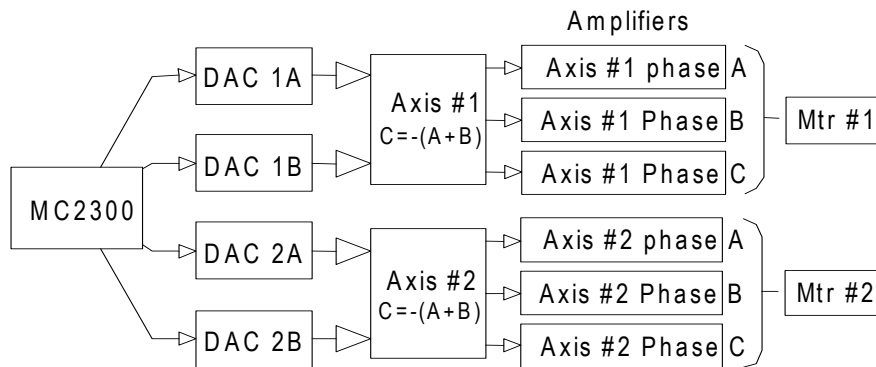 Amplifiers
DAC 1A
Axis #1
C=-(A+B)
Axis #1 phase A
Axis #1 Phase B
Axis #1 Phase C
Mtr #1
DAC 1B
MC2300
DAC 2A
Axis #2
C=-(A+B)
Axis #2 phase A
Axis #2 Phase B
Axis #2 Phase C
Mtr #2
DAC 2B